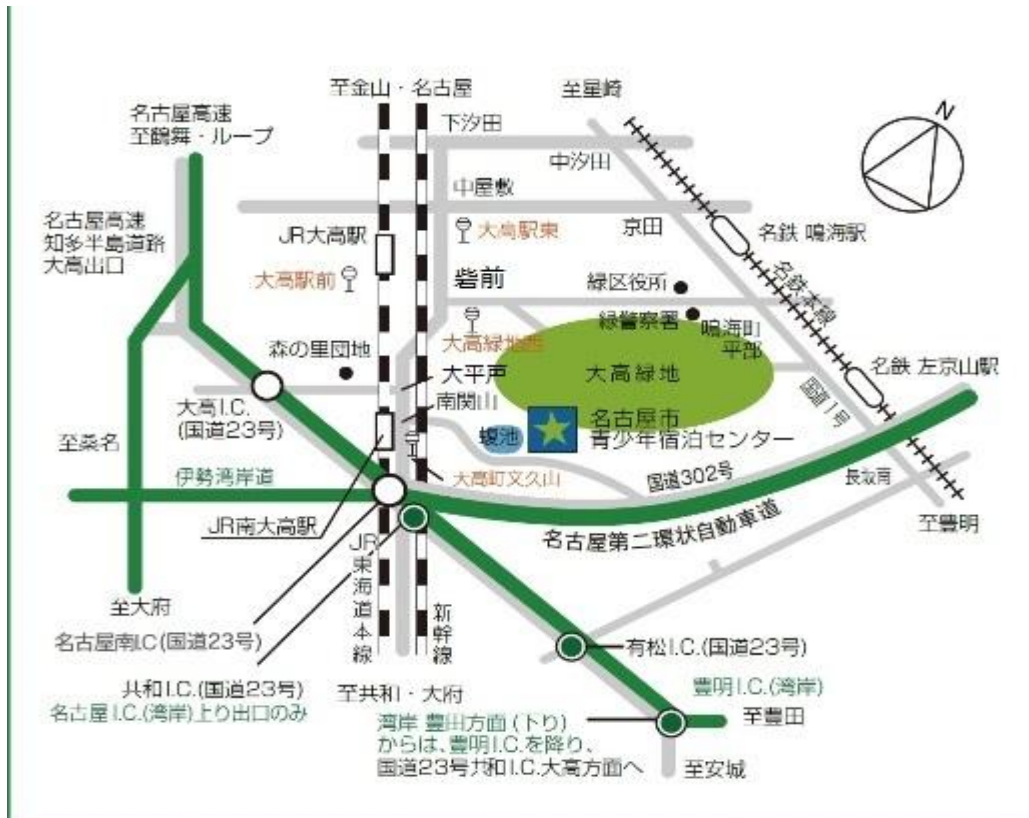 至金山・名古屋
至星崎
N
名古屋高速
至鶴舞・ループ
下汐田
中汐田
中屋敷
名古屋高速
知多半島道路
大高出口
JR大高駅
大高駅東
京田
名鉄 鳴海駅
大高駅前
砦前
緑区役所
名鉄本線
緑警察署
鳴海町
平部
大高緑地西
森の里団地
大平戸
大高緑地
名鉄 左京山駅
大高I.C.
(国道23号)
南関山
国道1号
名古屋市
青少年宿泊センター
蝮池
至桑名
伊勢湾岸道
大高町文久山
国道302号
長坂南
JR南大高駅
名古屋第二環状自動車道
至豊明
JR東海道本線
新幹線
至大府
名古屋南I.C(国道23号)
有松I.C.(国道23号)
共和I.C.(国道23号)
名古屋I.C.(湾岸)上り出口のみ
至共和・大府
豊明I.C.(湾岸)
至豊田
湾岸 豊田方面(下り)
からは、豊明I.C.を降り、
国道23号共和I.C.大高方面へ
至安城